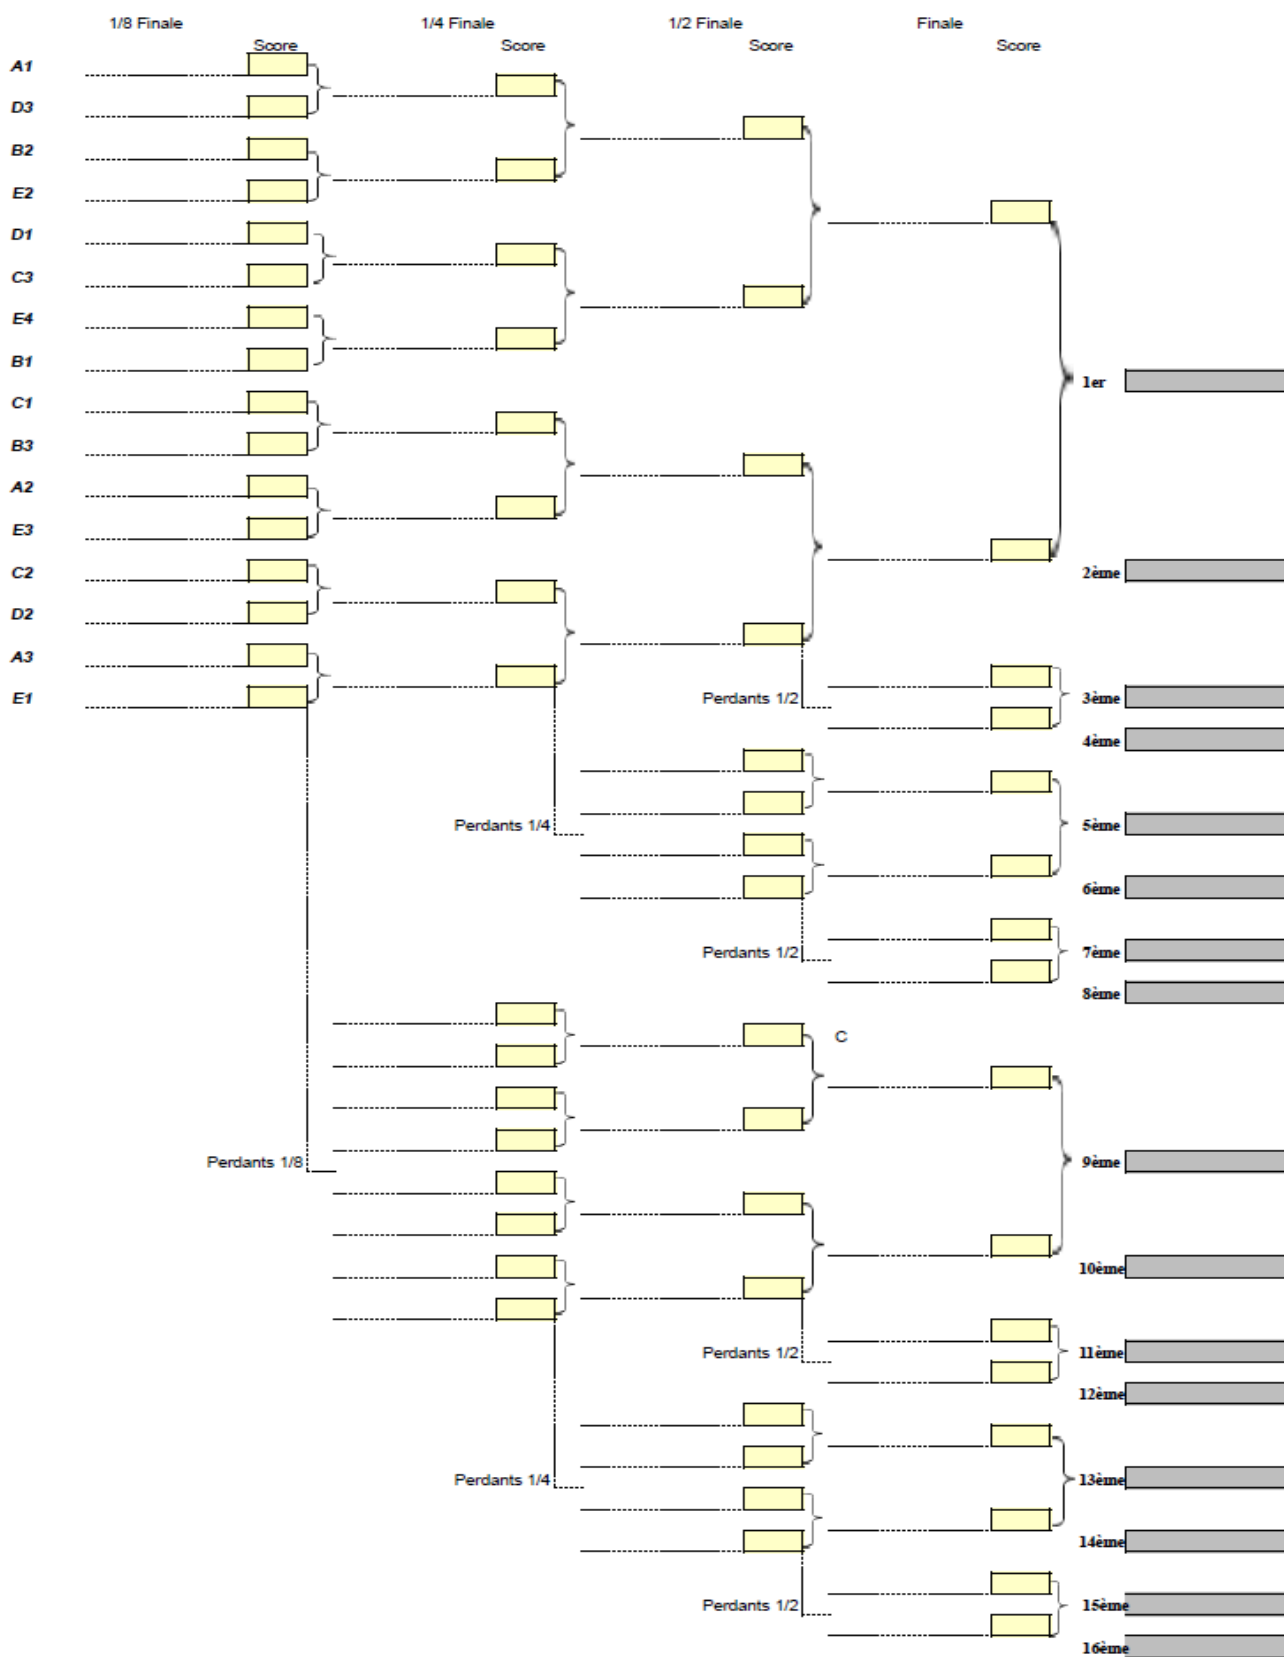 1/8 Finale 1/4 Finale 1/2 Finale Finale
Score Score Score Score
A1
D3
B2
E2
D1
C3
E4
B1
1er
C1
B3
A2
E3
C2
2ème
D2
A3
E1
Perdants 1/2 3ème
4ème
Perdants 1/4 5ème
6ème
Perdants 1/2 7ème
8ème
C
Perdants 1/8 9ème
10ème
Perdants 1/2 11ème
12ème
Perdants 1/4 13ème
14ème
Perdants 1/2 15ème
16ème